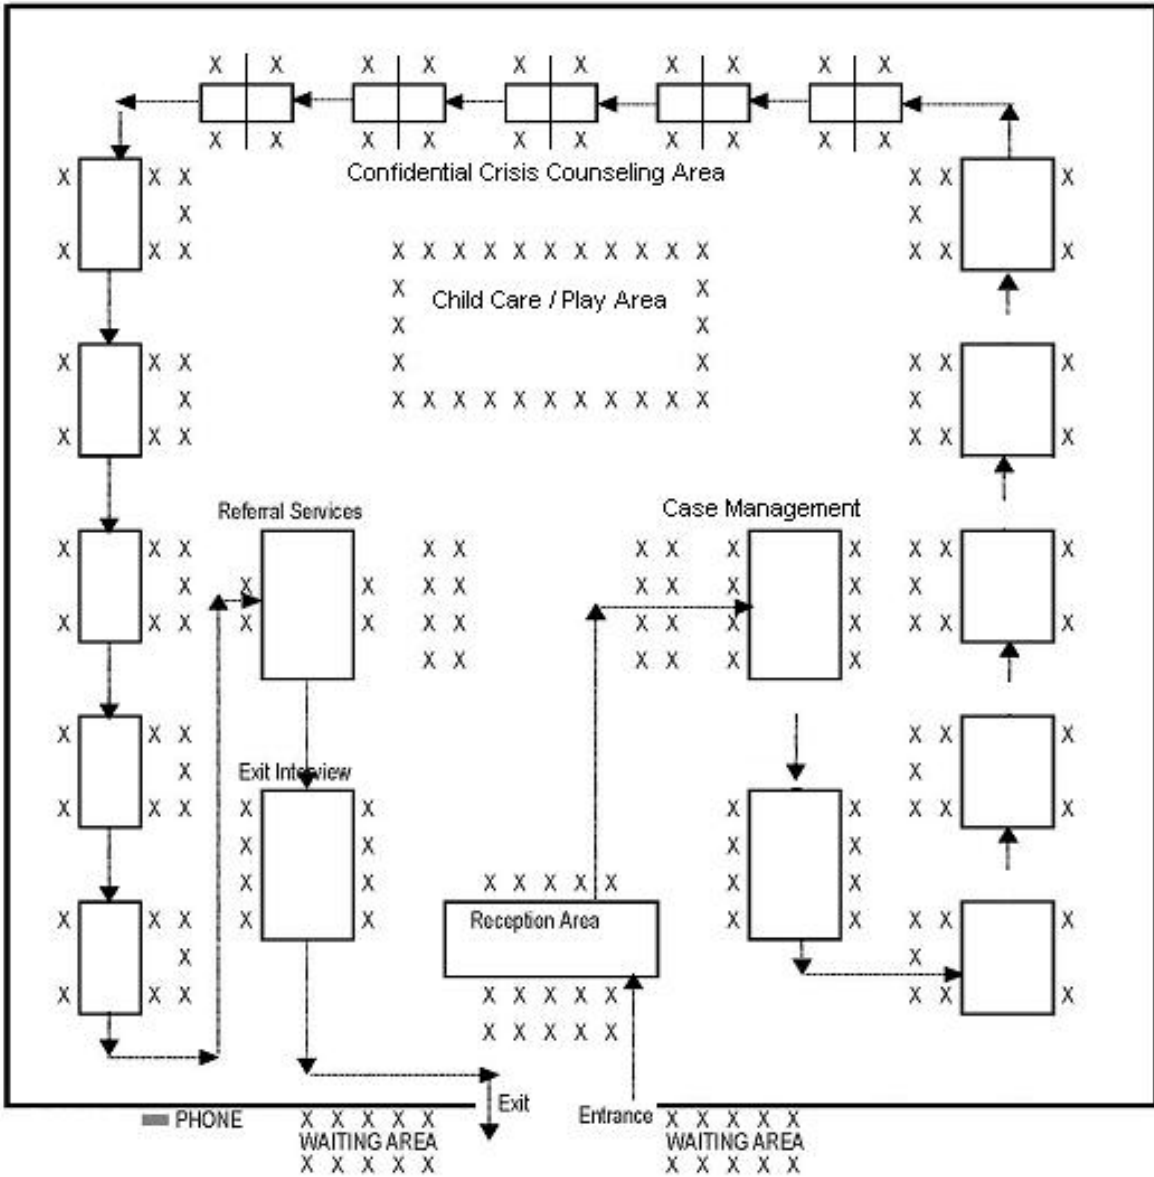 Confidential Crisis Counseling Area
Child Care / Play Area
Referral Services
Case Management
Exit Interview
Reception Area
Exit
Entrance
PHONE
WAITING AREA
WAITING AREA